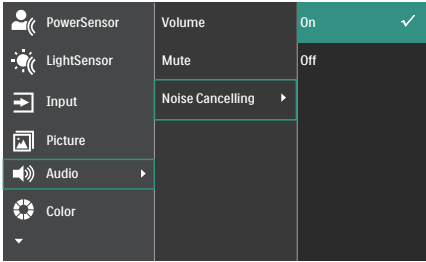 PowerSensor
LightSensor
Input
Picture
Audio
Color
Volume
Mute
Noise Cancelling
On
Off